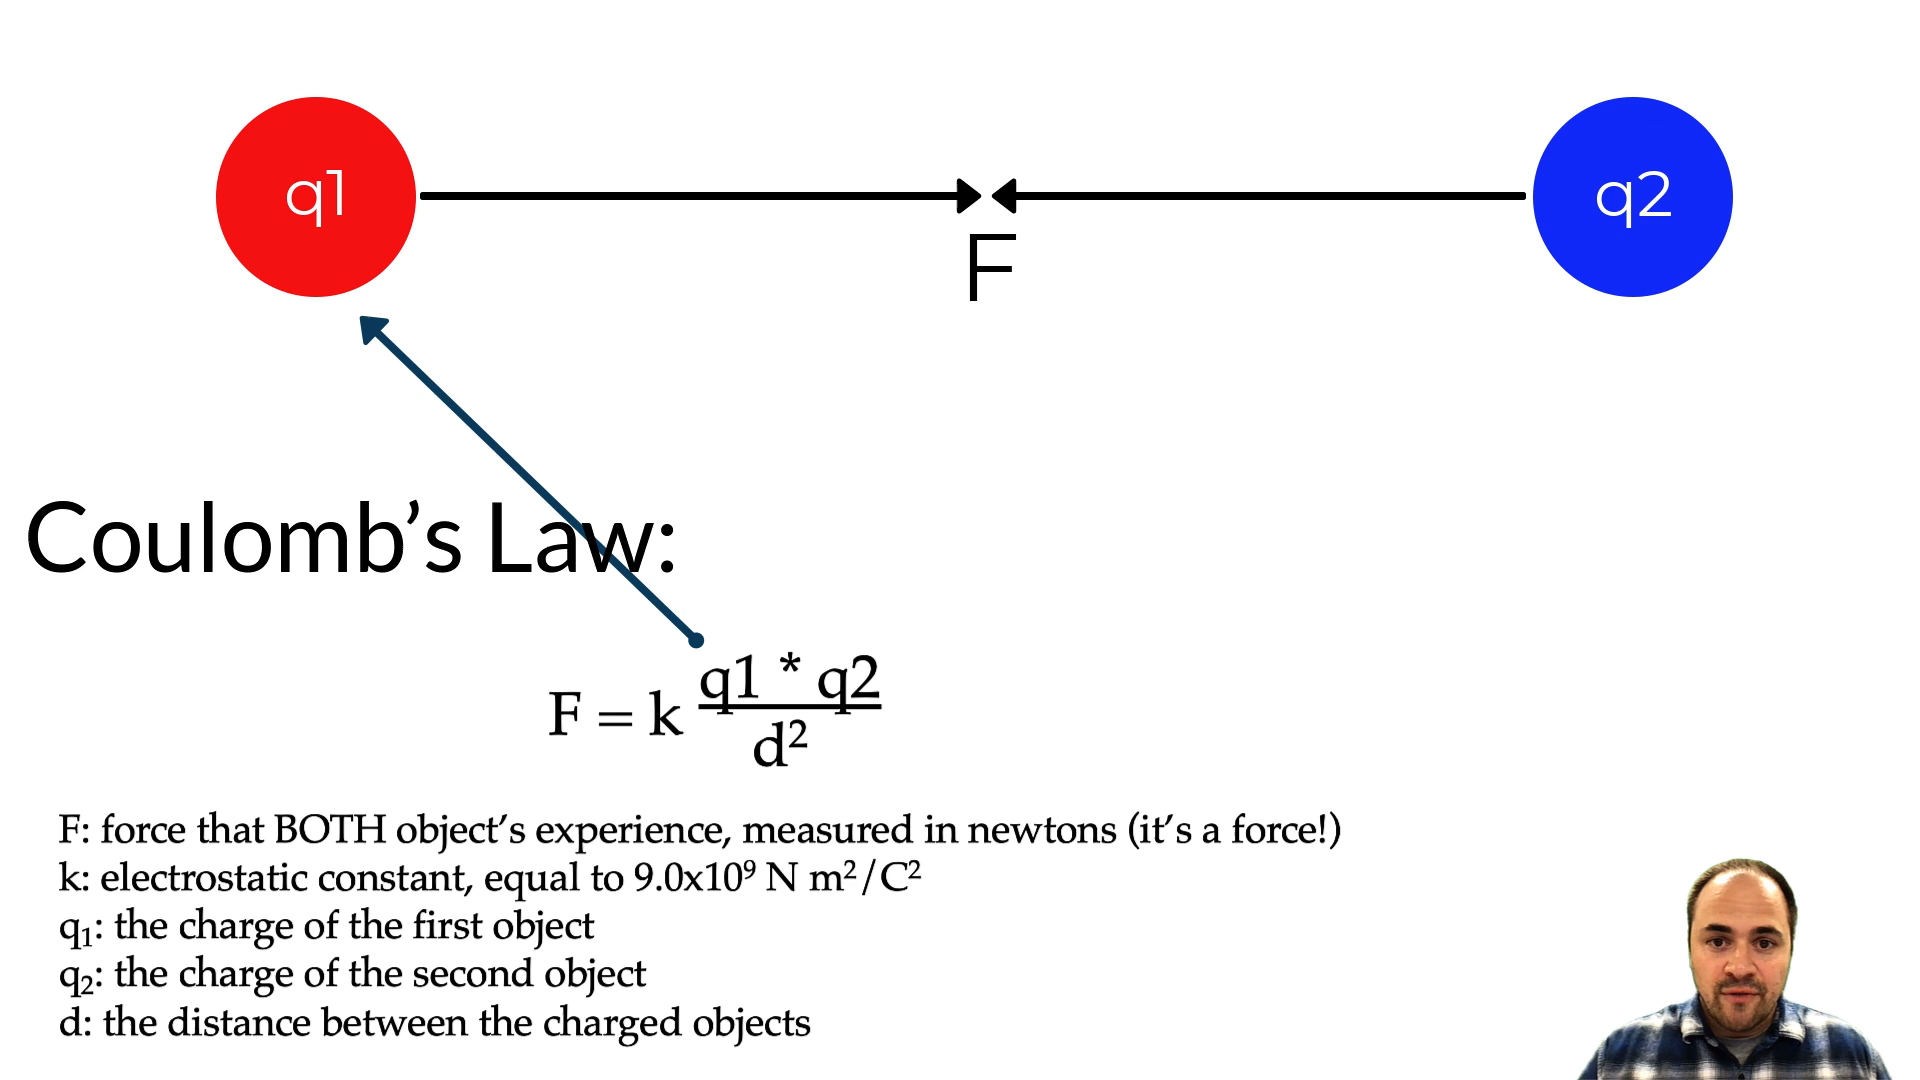 q1
q2
F
Coulomb’s Law:
F = k q1 * q2 / d²
F: force that BOTH object’s experience, measured in newtons (it’s a force!)
k: electrostatic constant, equal to 9.0x10⁹ N m²/C²
q₁: the charge of the first object
q₂: the charge of the second object
d: the distance between the charged objects